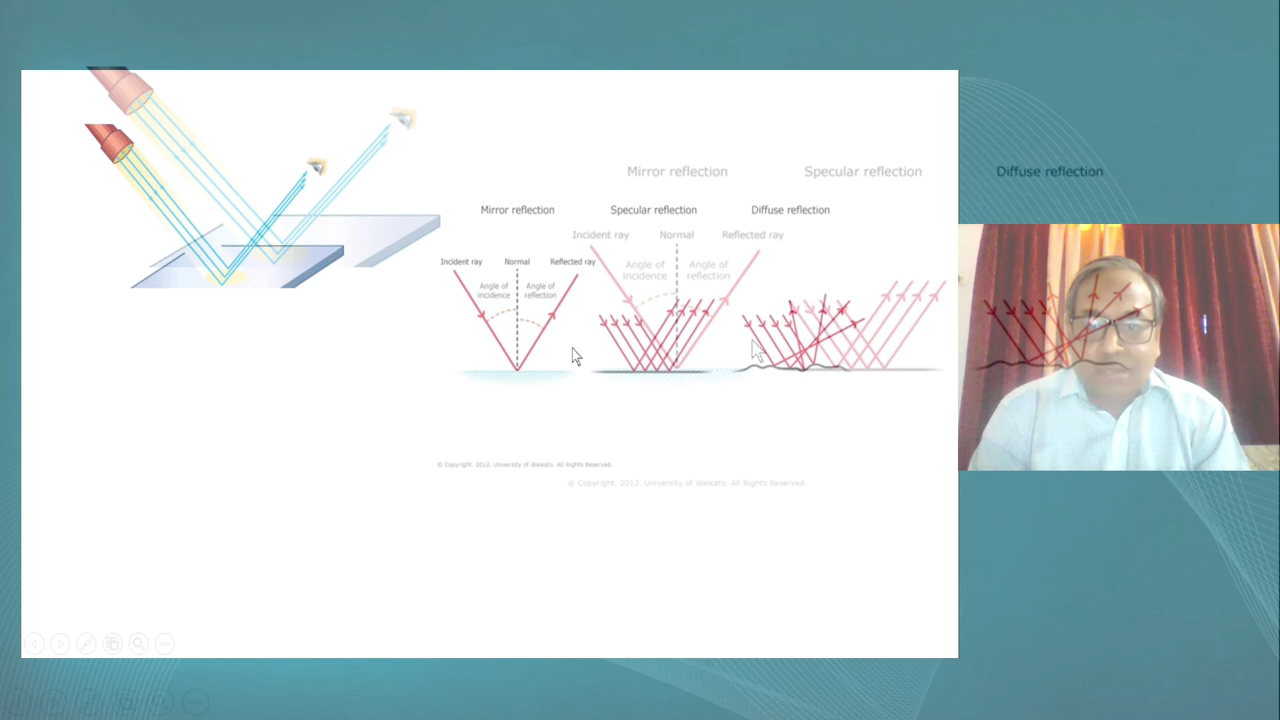 Mirror reflection Specular reflection Diffuse reflection
Mirror reflection Specular reflection Diffuse reflection
Incident ray Normal Reflected ray
Angle of incidence Angle of reflection
Incident ray Normal Reflected ray
Angle of incidence Angle of reflection
© Copyright. 2012. University of Waikato. All Rights Reserved.
© Copyright. 2012. University of Waikato. All Rights Reserved.